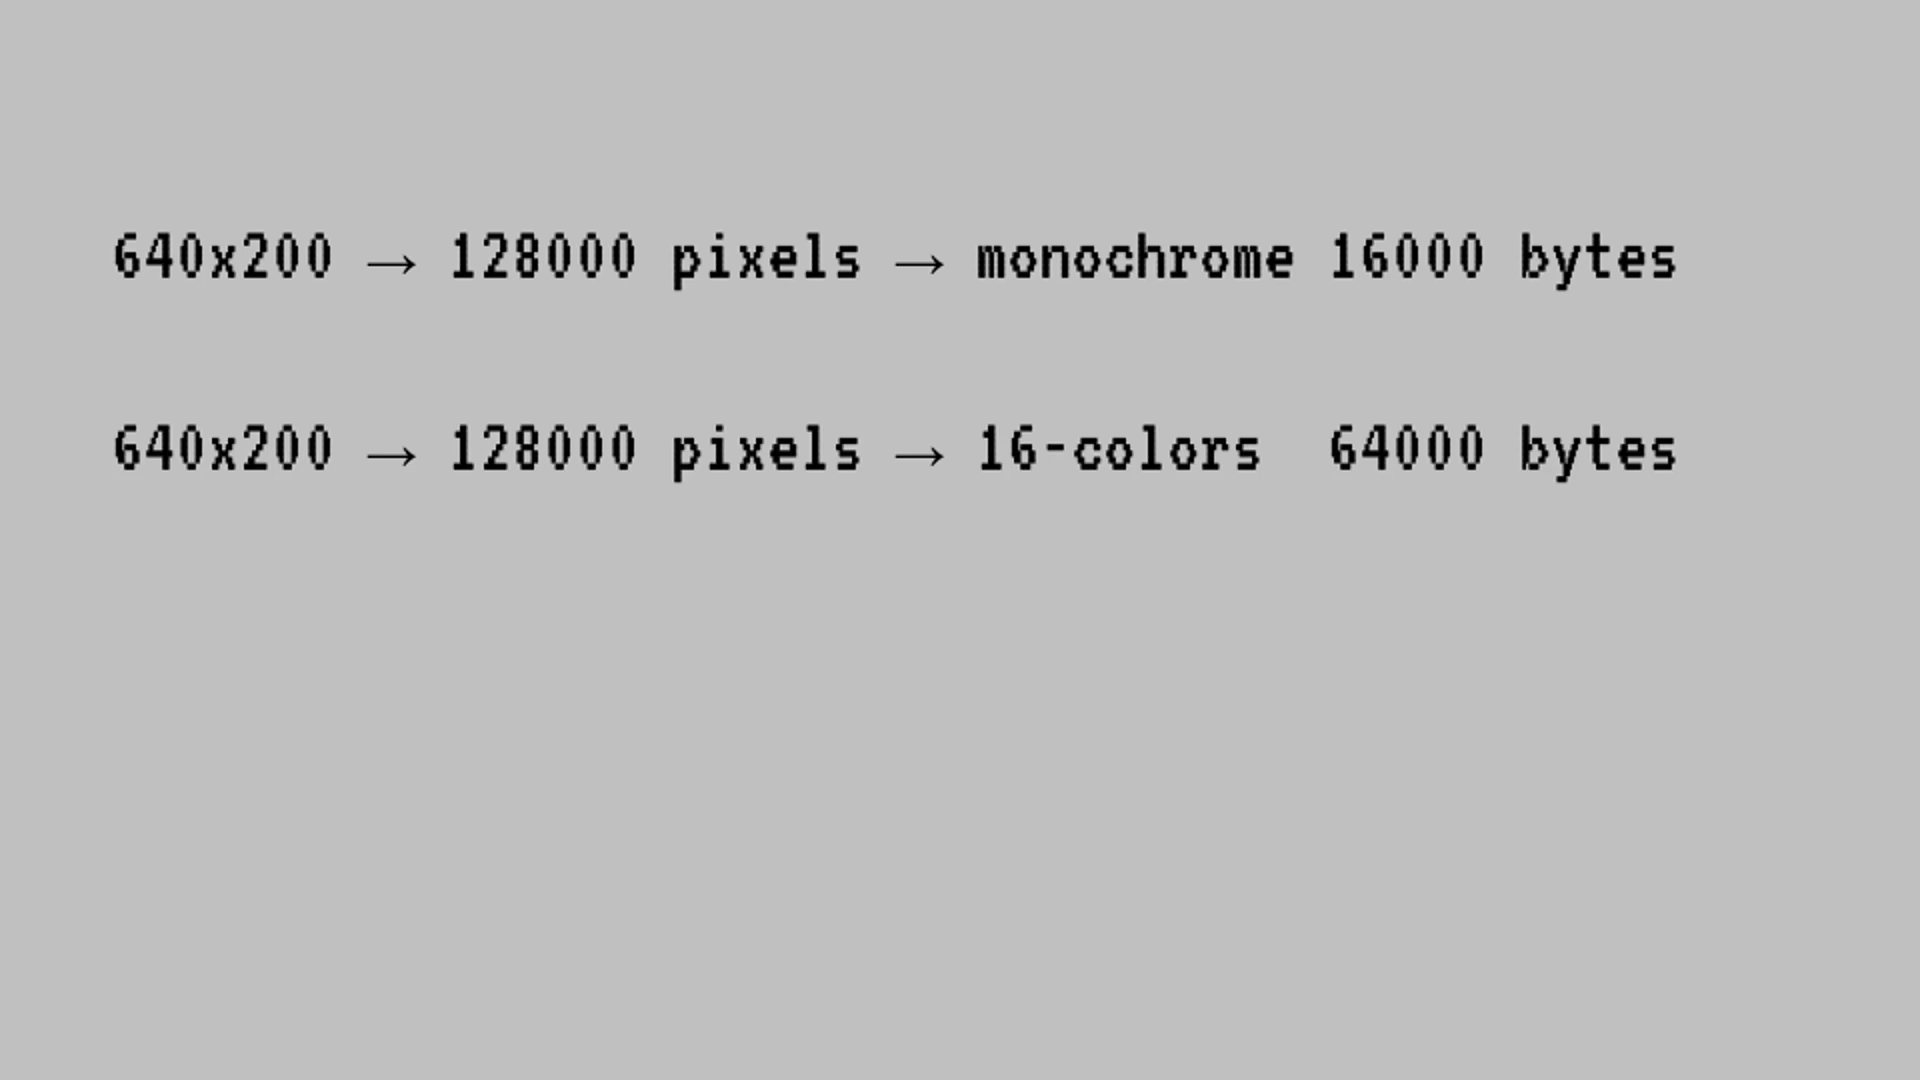 640x200 → 128000 pixels → monochrome 16000 bytes
640x200 → 128000 pixels → 16-colors 64000 bytes